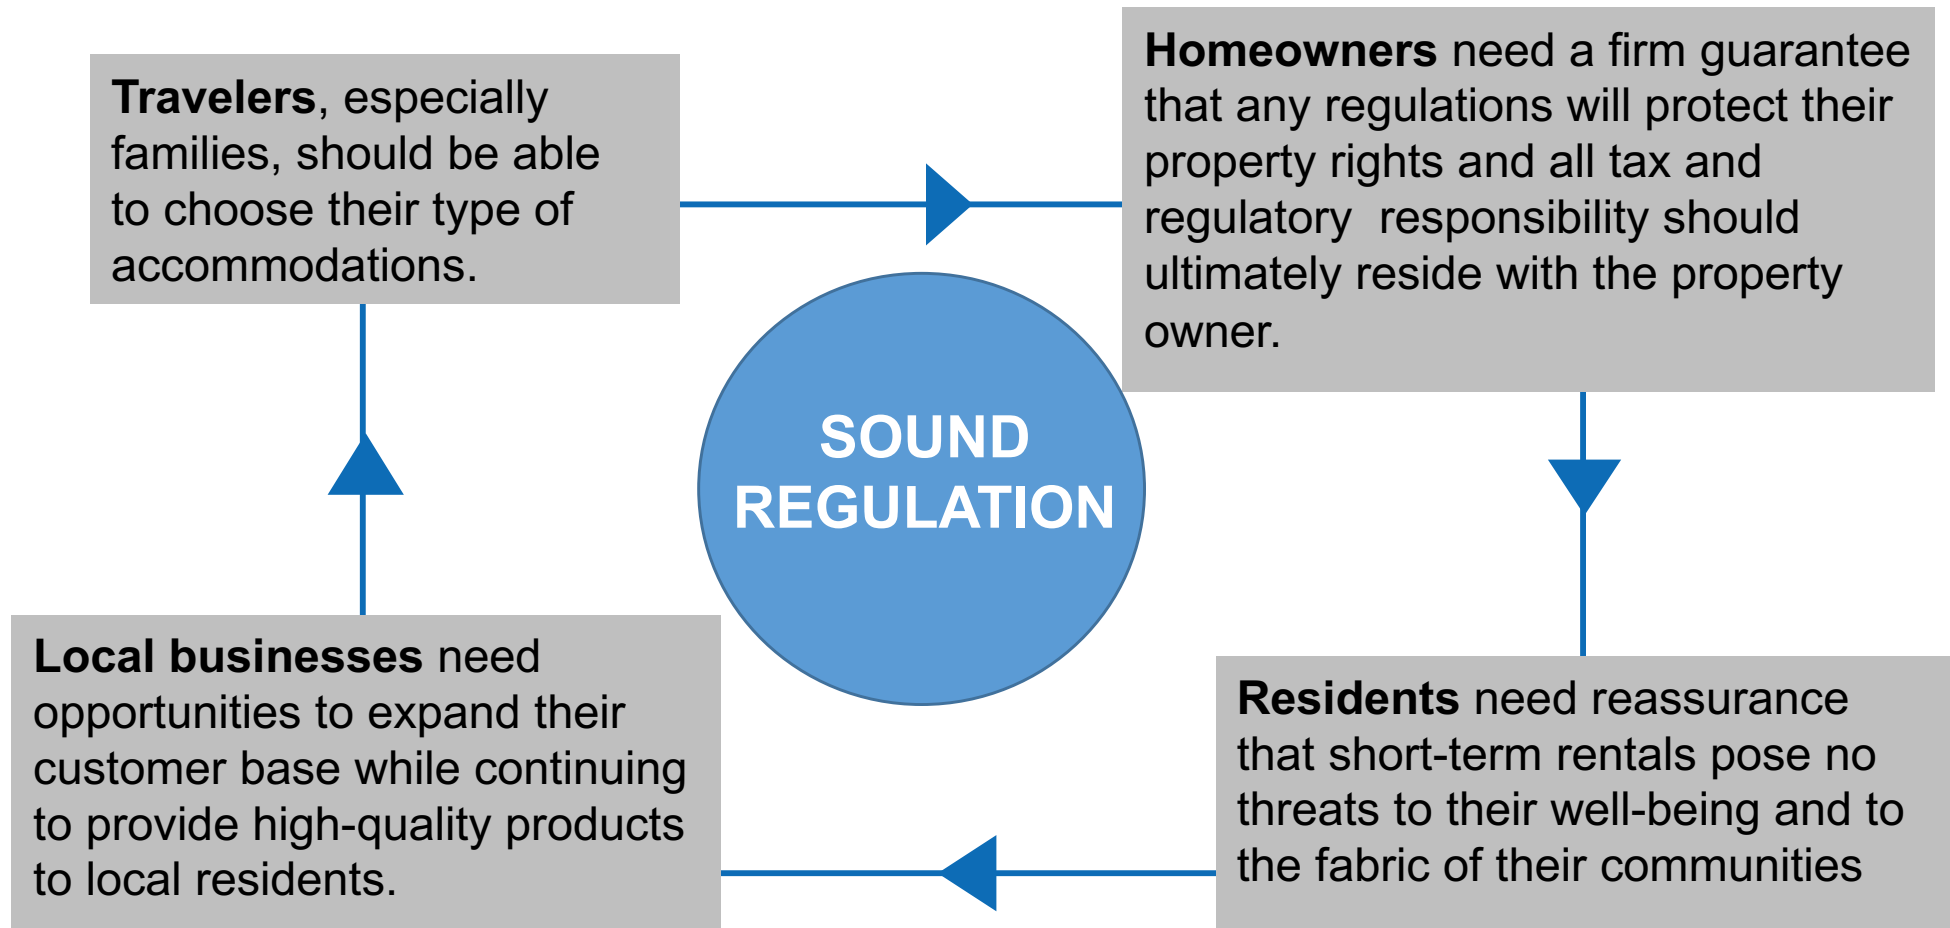 Travelers, especially
families, should be able
to choose their type of
accommodations.
Homeowners need a firm guarantee
that any regulations will protect their
property rights and all tax and
regulatory  responsibility should
ultimately reside with the property
owner.
SOUND
REGULATION
Local businesses need
opportunities to expand their
customer base while continuing
to provide high-quality products
to local residents.
Residents need reassurance
that short-term rentals pose no
threats to their well-being and to
the fabric of their communities